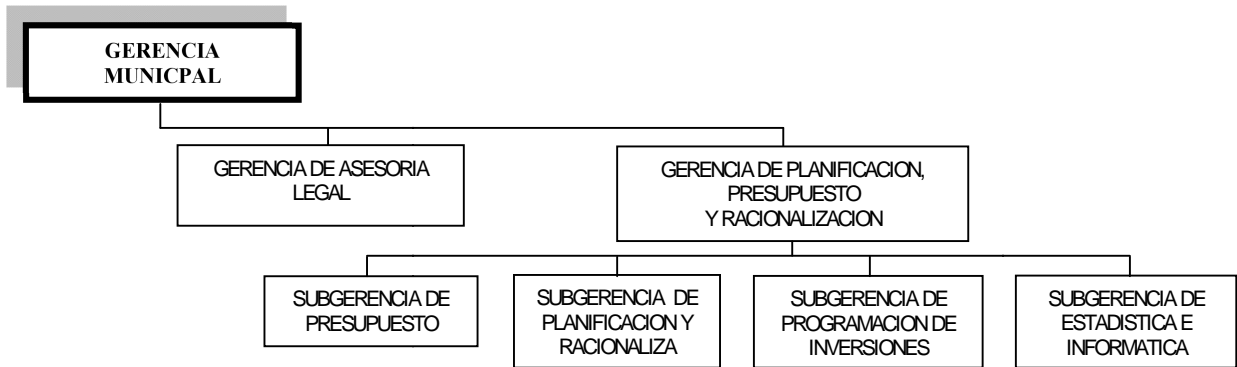 GERENCIA
MUNICPAL
GERENCIA DE ASESORIA
LEGAL
GERENCIA DE PLANIFICACION,
PRESUPUESTO
Y RACIONALIZACION
SUBGERENCIA DE
PRESUPUESTO
SUBGERENCIA DE
PLANIFICACION Y
RACIONALIZA
SUBGERENCIA DE
PROGRAMACION DE
INVERSIONES
SUBGERENCIA DE
ESTADISTICA E
INFORMATICA